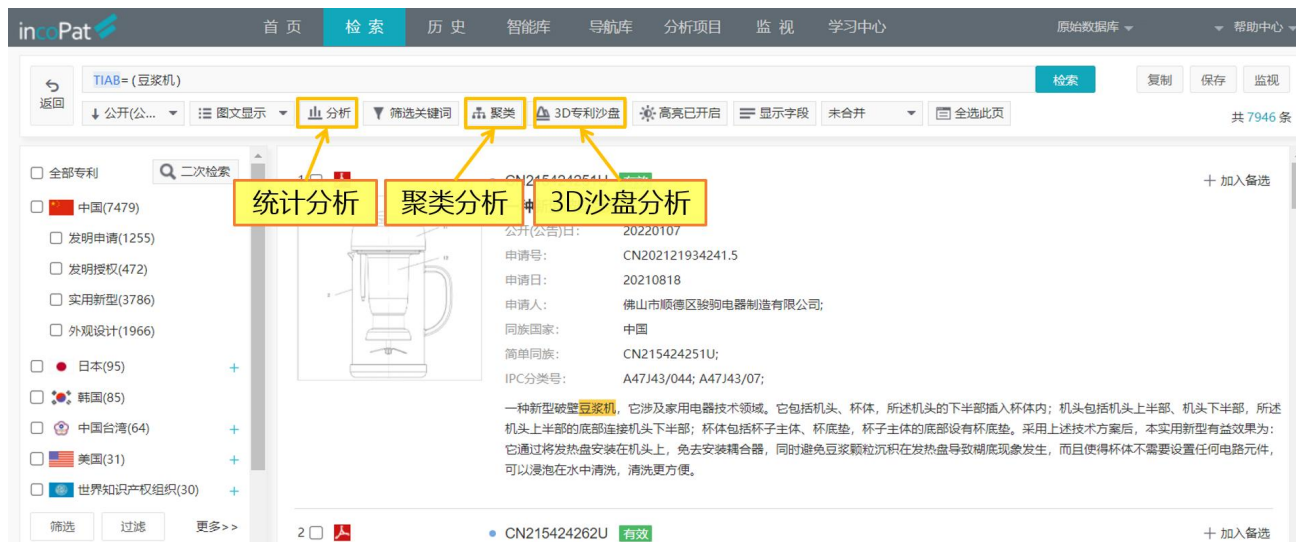 incoPat 首页 检索 历史 智能库 导航库 分析项目 监视 学习中心 原始数据库 帮助中心
返回 TIAB=(豆浆机) 检索 复制 保存 监视
公开(公... 图文显示 分析 筛选关键词 聚类 3D专利沙盘 高亮已开启 显示字段 未合并 全选此页
共 7946 条
全部专利 二次检索
中国(7479)
发明申请(1255)
发明授权(472)
实用新型(3786)
外观设计(1966)
日本(95) +
韩国(85)
中国台湾(64) +
美国(31) +
世界知识产权组织(30) +
筛选 过滤 更多>>
统计分析 聚类分析 3D沙盘分析
1 CN215424251U 有效 + 加入备选
公开(公告)日: 20220107
申请号: CN202121934241.5
申请日: 20210818
申请人: 佛山市顺德区骏驹电器制造有限公司;
同族国家: 中国
简单同族: CN215424251U;
IPC分类号: A47J43/044; A47J43/07;
一种新型破壁豆浆机，它涉及家用电器技术领域。它包括机头、杯体，所述机头的下半部插入杯体内；机头包括机头上半部、机头下半部，所述
机头上半部的底部连接机头下半部；杯体包括杯子主体、杯底垫，杯子主体的底部设有杯底垫。采用上述技术方案后，本实用新型有益效果为：
它通过将发热盘安装在机头上，免去安装耦合器，同时避免豆浆颗粒沉积在发热盘导致糊底现象发生，而且使得杯体不需要设置任何电路元件，
可以浸泡在水中清洗，清洗更方便。
2 CN215424262U 有效 + 加入备选